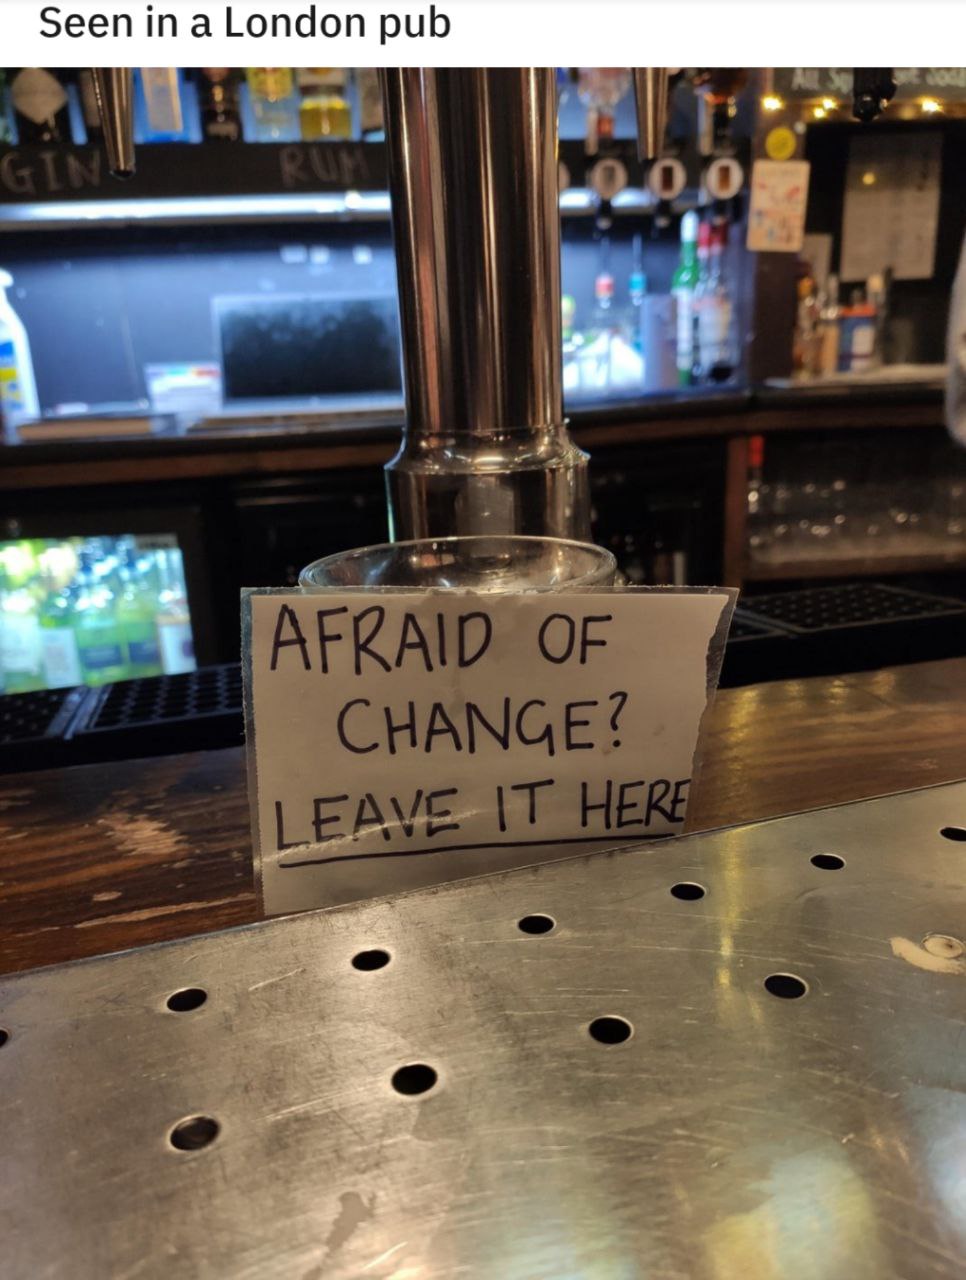 Seen in a London pub
GIN
RUM
AFRAID OF
CHANGE?
LEAVE IT HERE